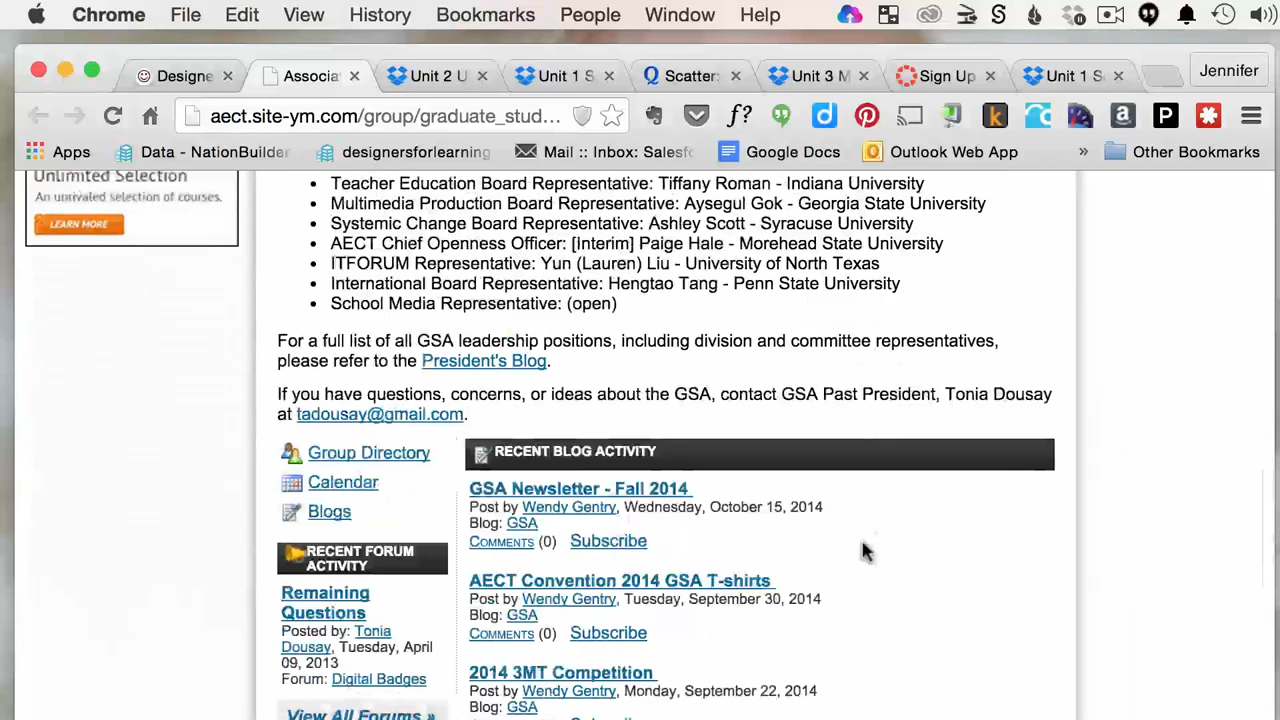 Chrome File Edit View History Bookmarks People Window Help
Designe Associa Unit 2 U Unit 1 S Scatter: Unit 3 M Sign Up Unit 1 S Jennifer
aect.site-ym.com/group/graduate_stud...
Apps Data - NationBuilder designersforlearning Mail :: Inbox: Salesfo Google Docs Outlook Web App » Other Bookmarks
Unlimited Selection
An unrivaled selection of courses.
LEARN MORE
• Teacher Education Board Representative: Tiffany Roman - Indiana University
• Multimedia Production Board Representative: Aysegul Gok - Georgia State University
• Systemic Change Board Representative: Ashley Scott - Syracuse University
• AECT Chief Openness Officer: [Interim] Paige Hale - Morehead State University
• ITFORUM Representative: Yun (Lauren) Liu - University of North Texas
• International Board Representative: Hengtao Tang - Penn State University
• School Media Representative: (open)
For a full list of all GSA leadership positions, including division and committee representatives,
please refer to the President's Blog.
If you have questions, concerns, or ideas about the GSA, contact GSA Past President, Tonia Dousay
at tadousay@gmail.com.
Group Directory
Calendar
Blogs
RECENT FORUM
ACTIVITY
Remaining
Questions
Posted by: Tonia
Dousay, Tuesday, April
09, 2013
Forum: Digital Badges
View All Forums »
RECENT BLOG ACTIVITY
GSA Newsletter - Fall 2014
Post by Wendy Gentry, Wednesday, October 15, 2014
Blog: GSA
COMMENTS (0) Subscribe
AECT Convention 2014 GSA T-shirts
Post by Wendy Gentry, Tuesday, September 30, 2014
Blog: GSA
COMMENTS (0) Subscribe
2014 3MT Competition
Post by Wendy Gentry, Monday, September 22, 2014
Blog: GSA